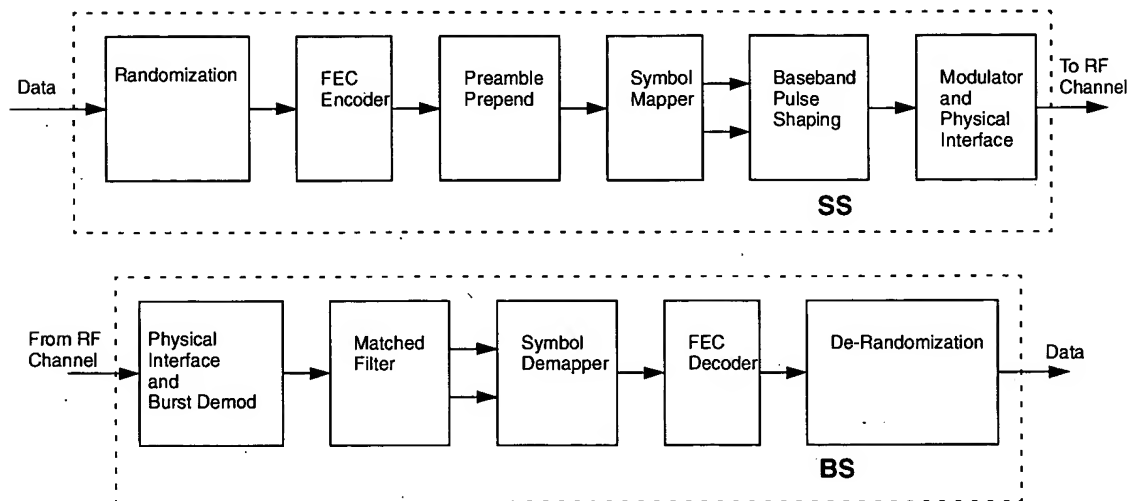 Data
Randomization
FEC
Encoder
Preamble
Prepend
Symbol
Mapper
Baseband
Pulse
Shaping
Modulator
and
Physical
Interface
To RF
Channel
SS
From RF
Channel
Physical
Interface
and
Burst Demod
Matched
Filter
Symbol
Demapper
FEC
Decoder
De-Randomization
Data
BS